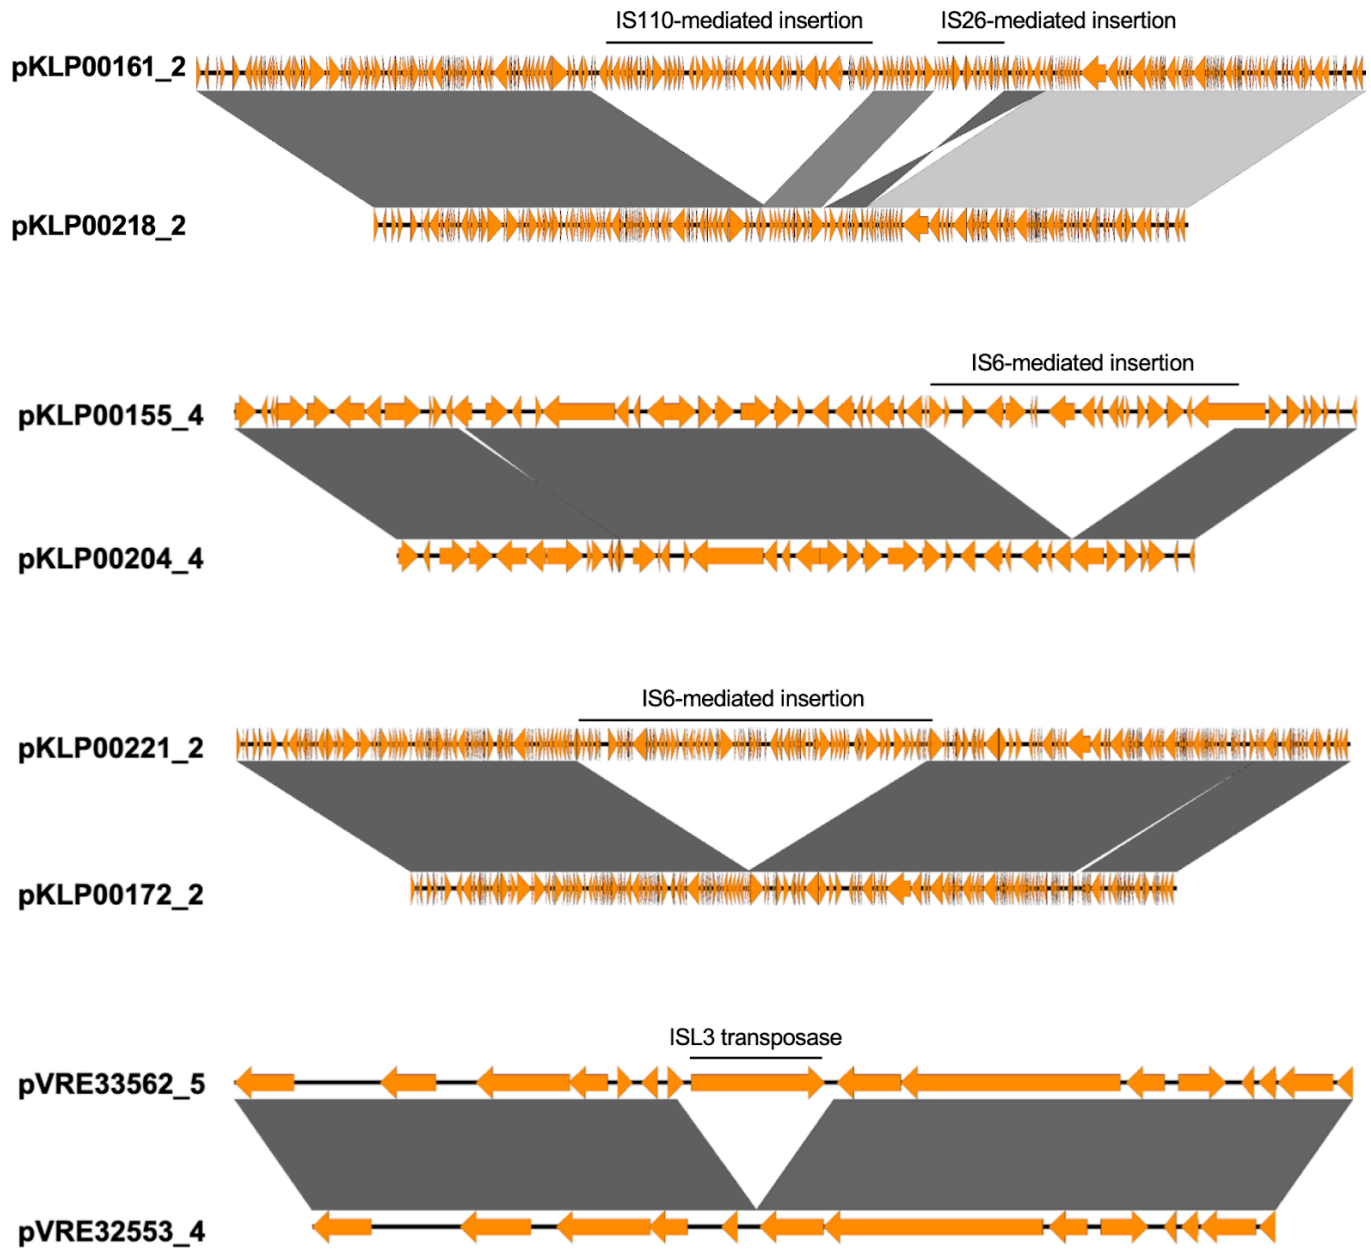 IS110-mediated insertion
IS26-mediated insertion
pKLP00161_2
pKLP00218_2
IS6-mediated insertion
pKLP00155_4
pKLP00204_4
IS6-mediated insertion
pKLP00221_2
pKLP00172_2
ISL3 transposase
pVRE33562_5
pVRE32553_4